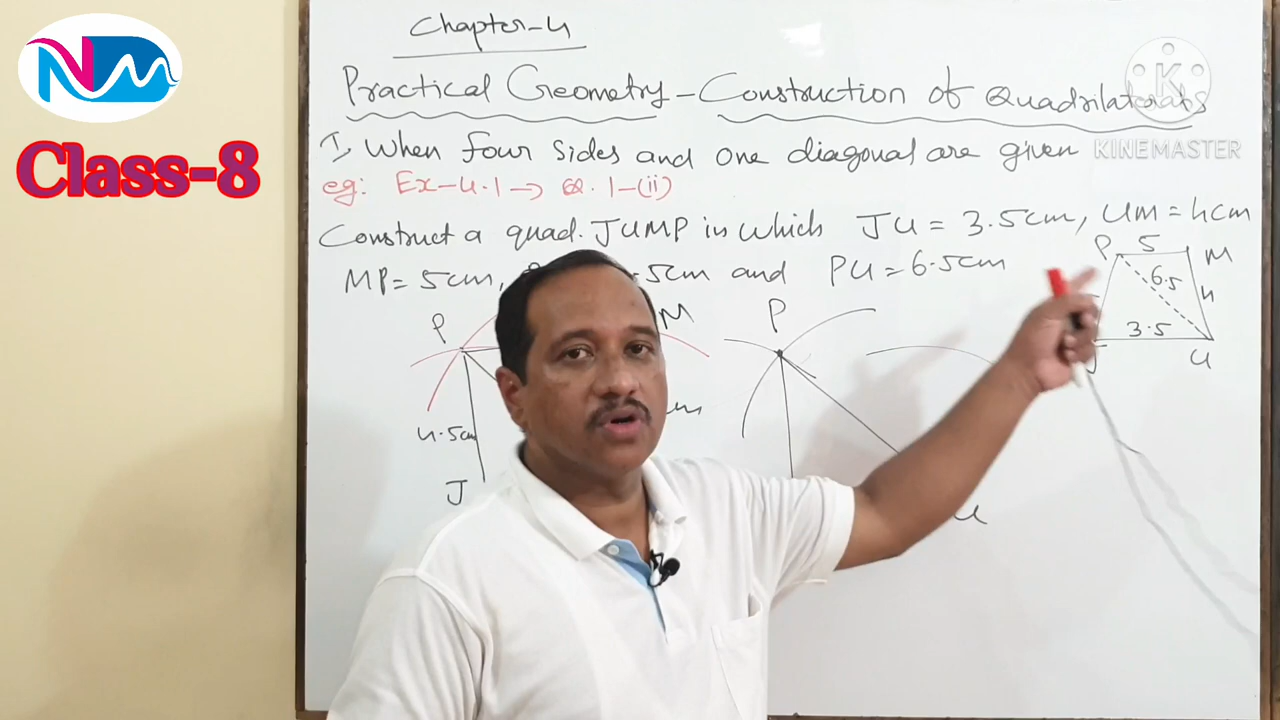 NM
Class-8
Chapter-4
Practical Geometry - Construction of Quadrilaterals
KINEMASTER
I, When four sides and one diagonal are given
eg: Ex-4.1 → Q.1-(ii)
Construct a quad. JUMP in which JU = 3.5cm, UM = 4cm
MP = 5cm, 5cm and PU = 6.5cm
P 5 M
6.5 4
3.5
J U
P M P
4.5cm cm
J U